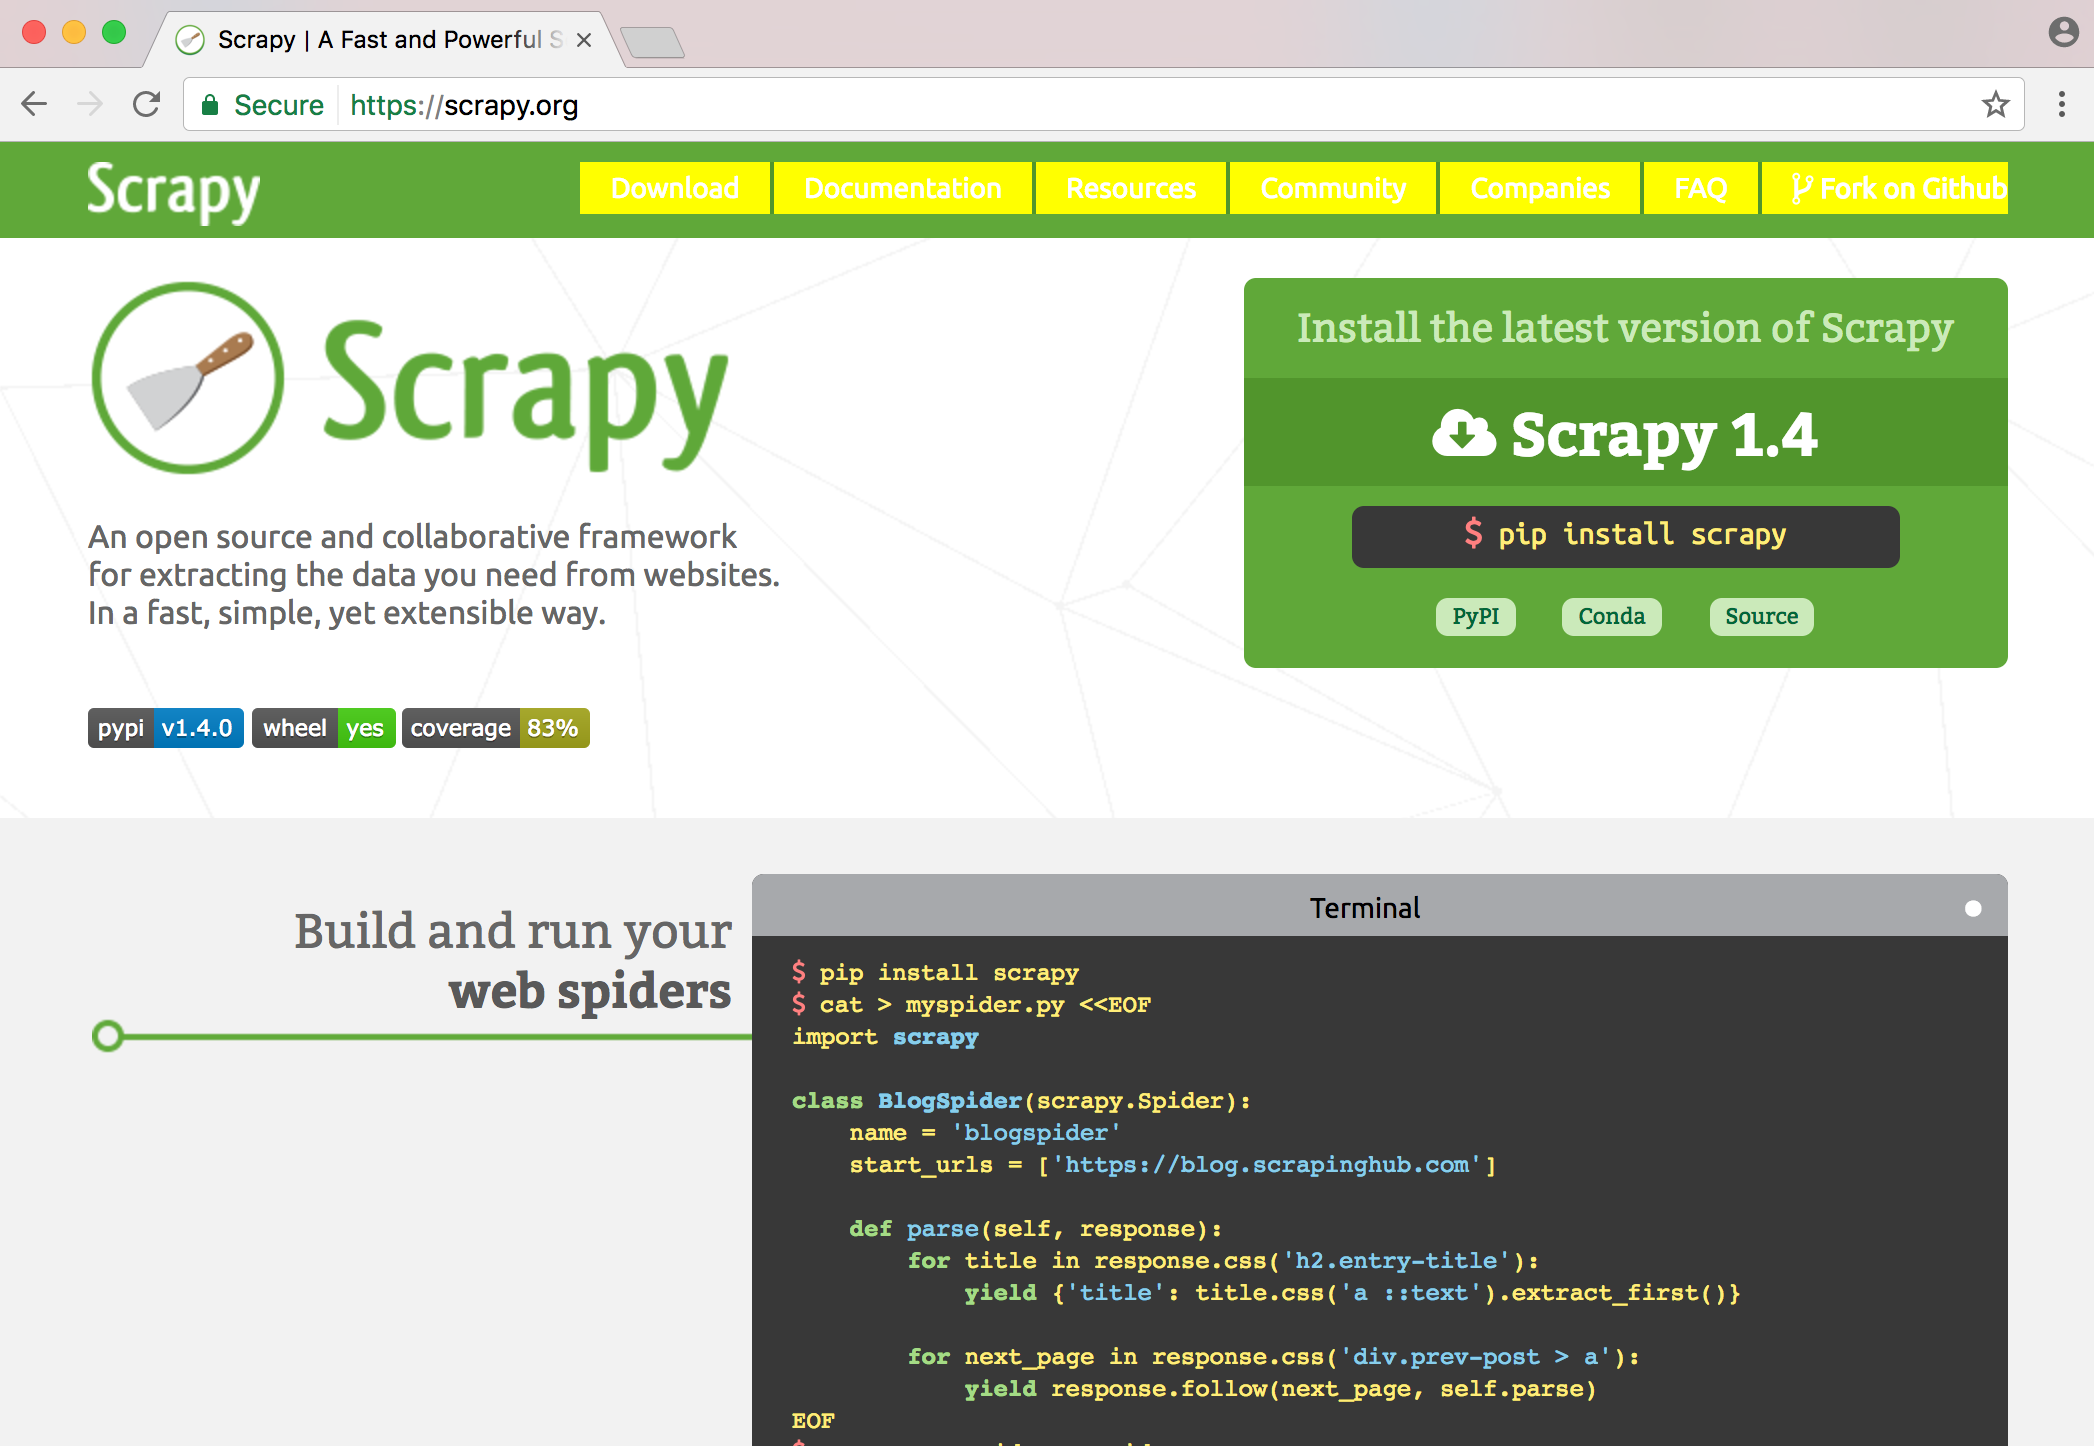 Scrapy | A Fast and Powerful S
Secure https://scrapy.org
Scrapy Download Documentation Resources Community Companies FAQ Fork on Github
Scrapy
An open source and collaborative framework
for extracting the data you need from websites.
In a fast, simple, yet extensible way.
pypi v1.4.0 wheel yes coverage 83%
Install the latest version of Scrapy
Scrapy 1.4
$ pip install scrapy
PyPI Conda Source
Build and run your
web spiders
Terminal
$ pip install scrapy
$ cat > myspider.py <<EOF
import scrapy
class BlogSpider(scrapy.Spider):
name = 'blogspider'
start_urls = ['https://blog.scrapinghub.com']
def parse(self, response):
for title in response.css('h2.entry-title'):
yield {'title': title.css('a ::text').extract_first()}
for next_page in response.css('div.prev-post > a'):
yield response.follow(next_page, self.parse)
EOF